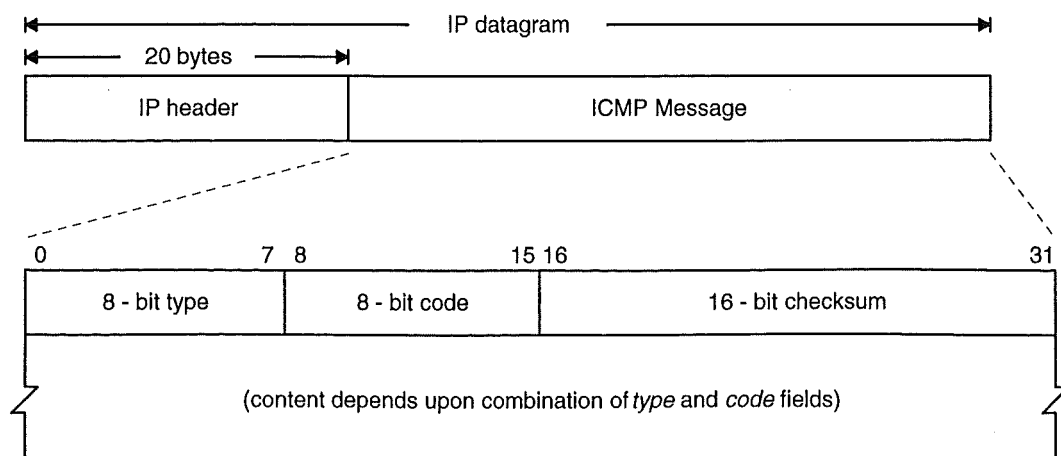 IP datagram
20 bytes
IP header ICMP Message
0 7 8 15 16 31
8 - bit type 8 - bit code 16 - bit checksum
(content depends upon combination of type and code fields)